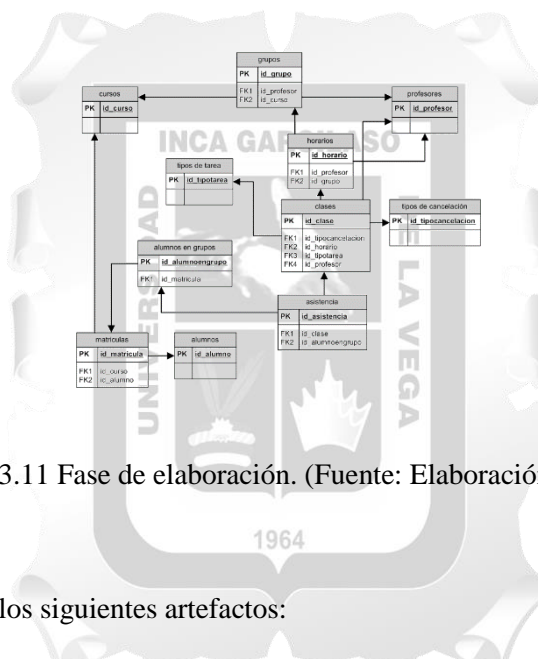 grupos
PK id_grupo
FK1 id_profesor
FK2 id_curso
cursos
PK id_curso
profesores
PK id_profesor
INCA GARCILASO
horarios
PK id_horario
FK1 id_profesor
FK2 id_grupo
tipos de tarea
PK id_tipotarea
clases
PK id_clase
FK1 id_tipocancelacion
FK2 id_horario
FK3 id_tipotarea
FK4 id_profesor
tipos de cancelación
PK id_tipocancelacion
alumnos en grupos
PK id_alumnoengrupo
FK1 id_matricula
asistencia
PK id_asistencia
FK1 id_clase
FK2 id_alumnoengrupo
matriculas
PK id_matricula
FK1 id_curso
FK2 id_alumno
alumnos
PK id_alumno
UNIVERSIDAD
DE LA VEGA
3.11 Fase de elaboración. (Fuente: Elaboración
1964
los siguientes artefactos: